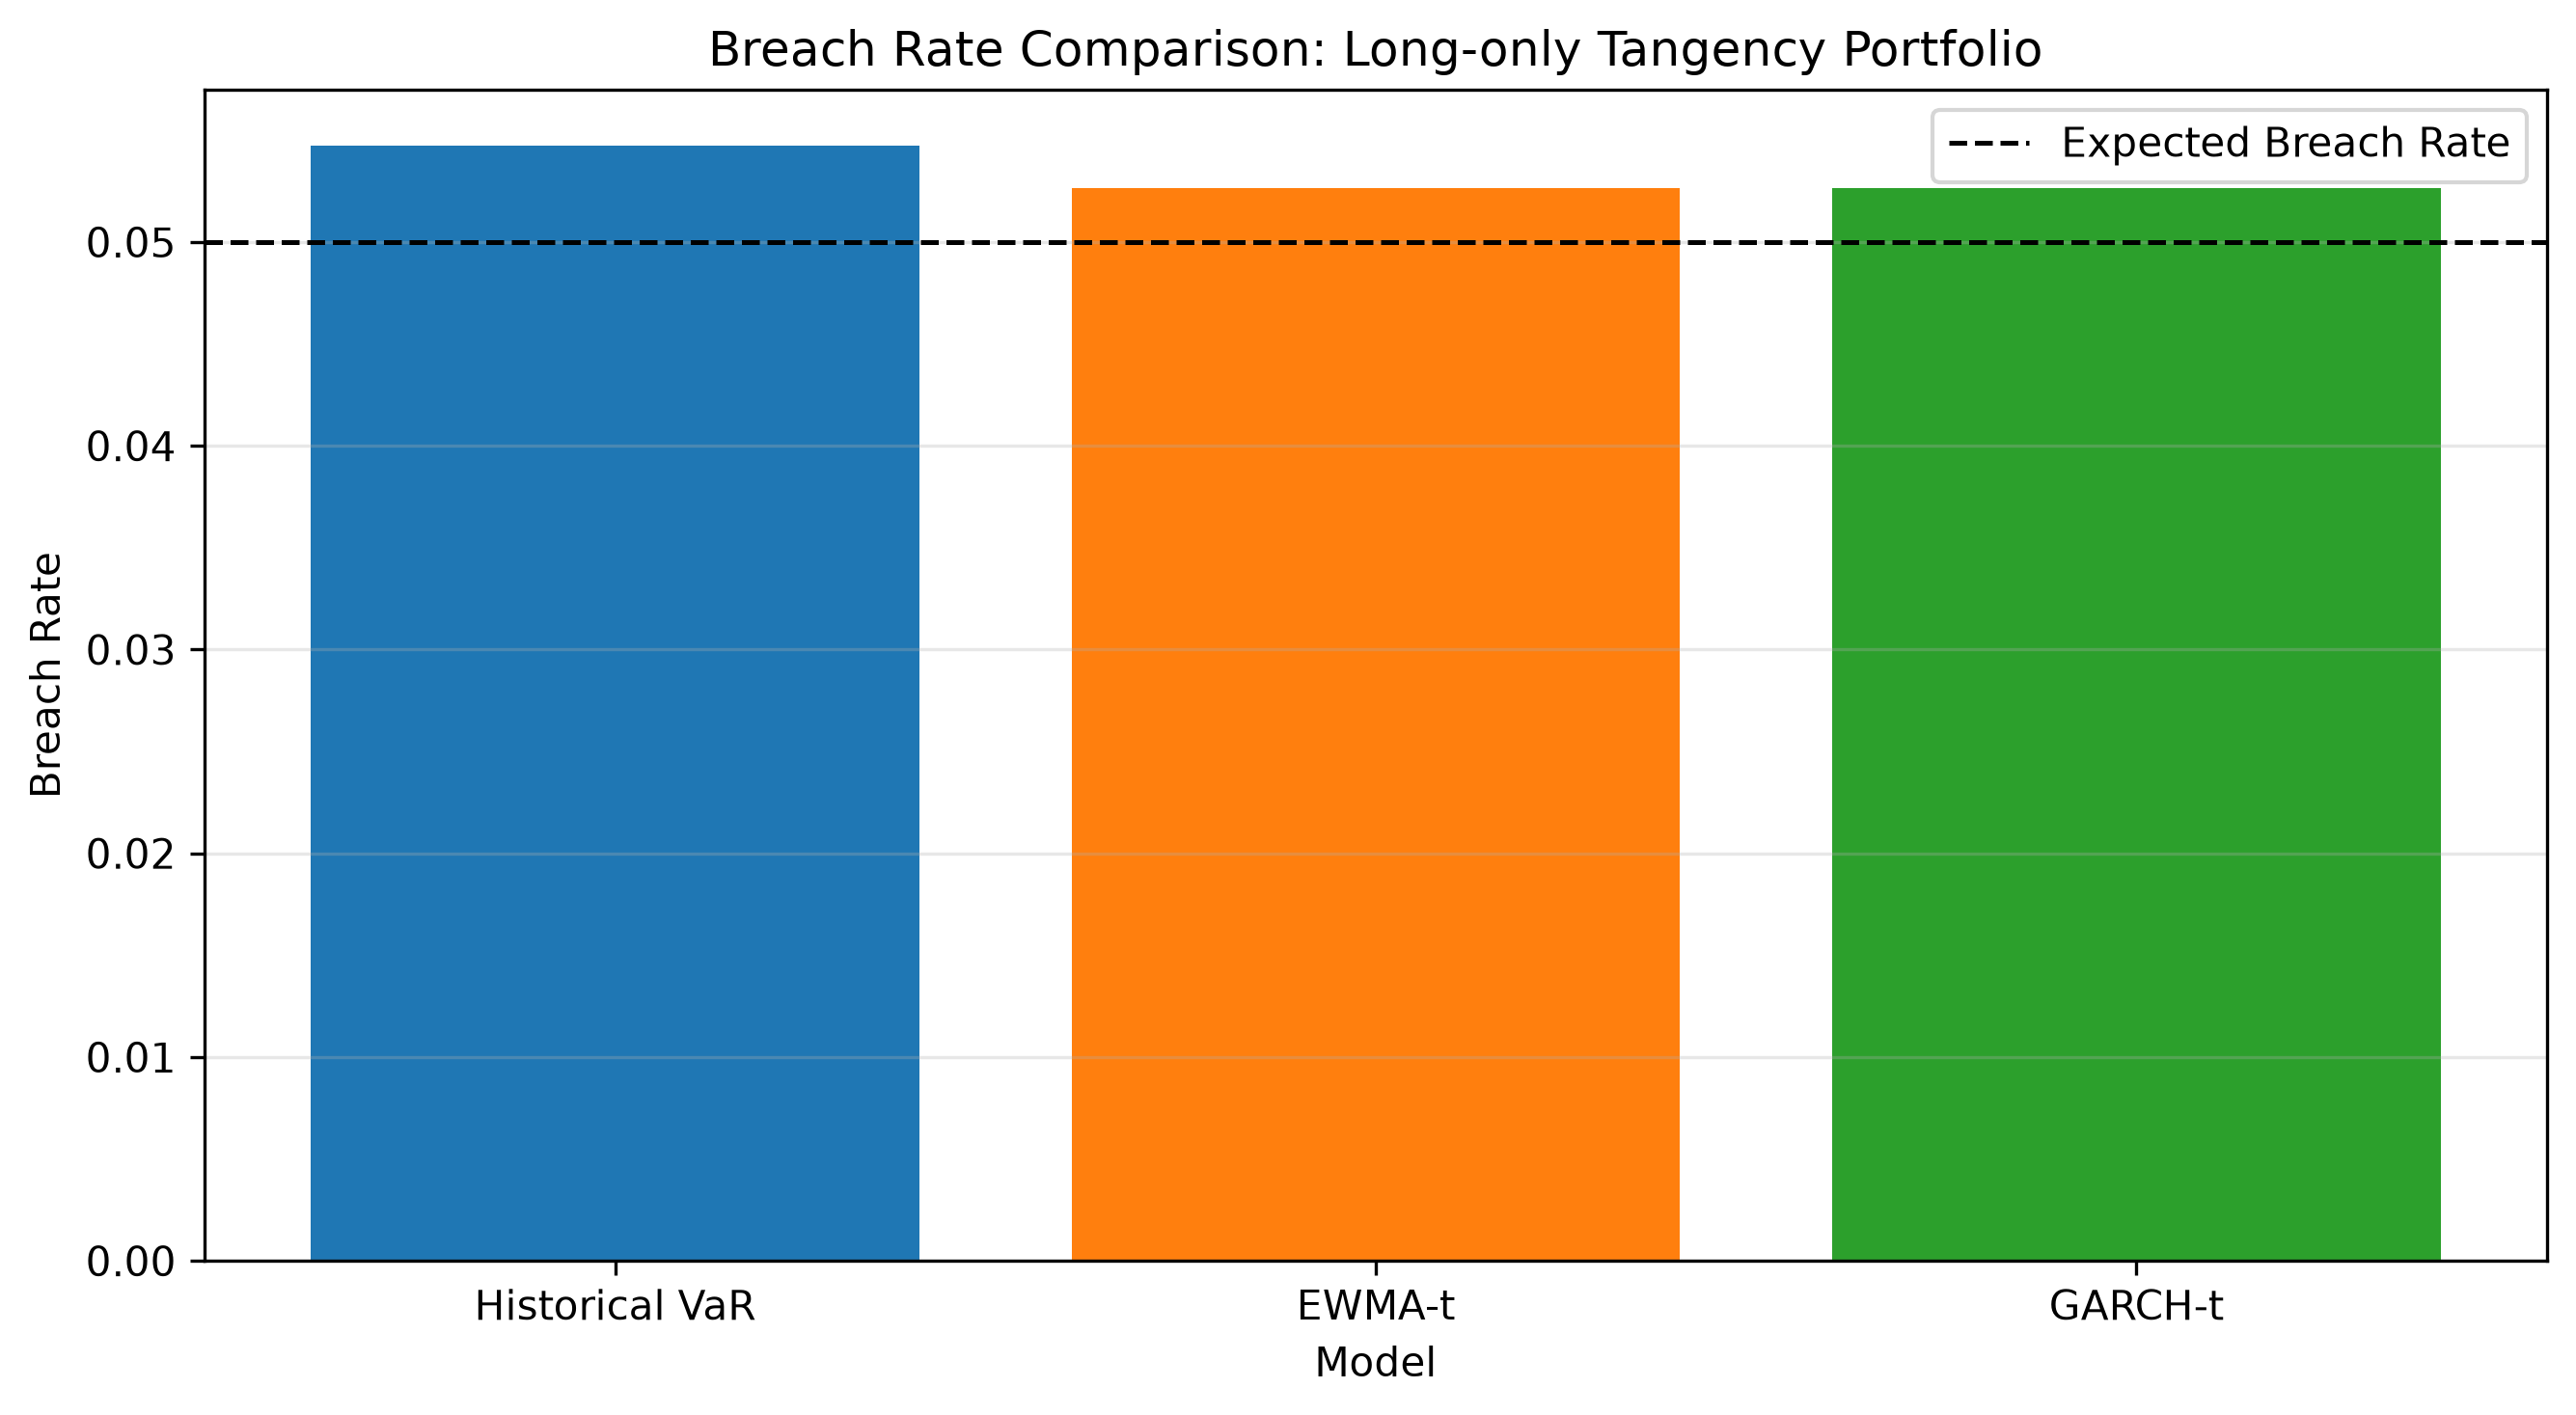 Breach Rate Comparison: Long-only Tangency Portfolio
Expected Breach Rate
0.05
0.04
0.03
0.02
0.01
0.00
Breach Rate
Historical VaR
EWMA-t
GARCH-t
Model